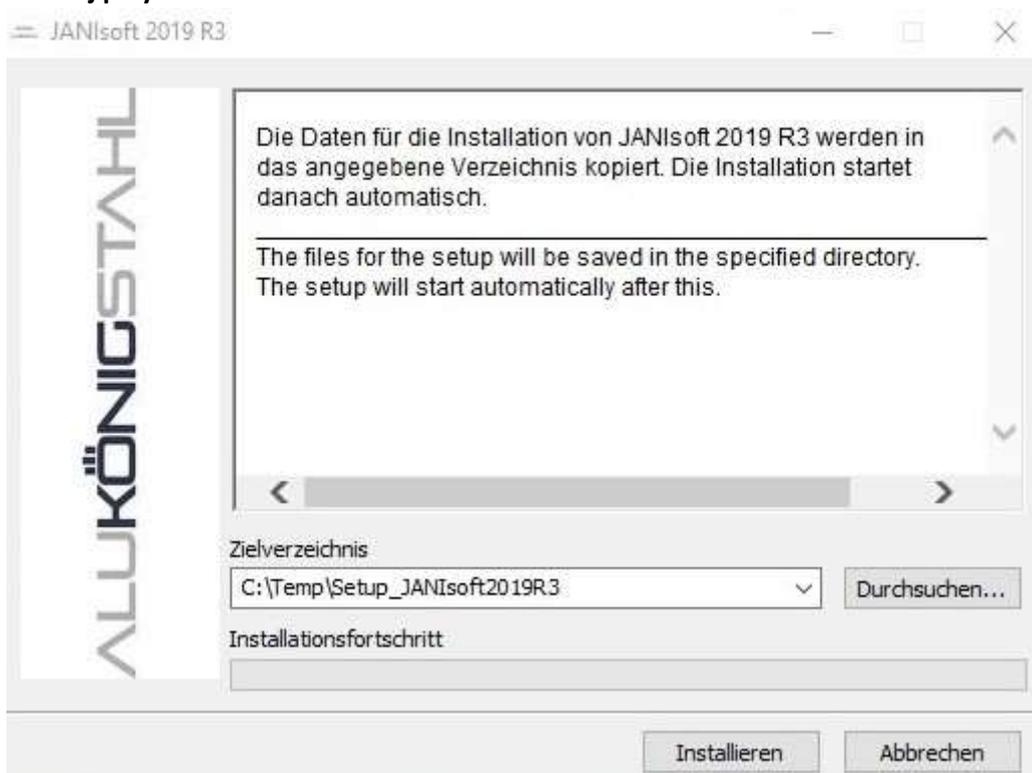 JANIsoft 2019 R3
ALUKÖNIGSTAHL
Die Daten für die Installation von JANIsoft 2019 R3 werden in
das angegebene Verzeichnis kopiert. Die Installation startet
danach automatisch.
The files for the setup will be saved in the specified directory.
The setup will start automatically after this.
Zielverzeichnis
C:\Temp\Setup_JANIsoft2019R3
Durchsuchen...
Installationsfortschritt
Installieren
Abbrechen